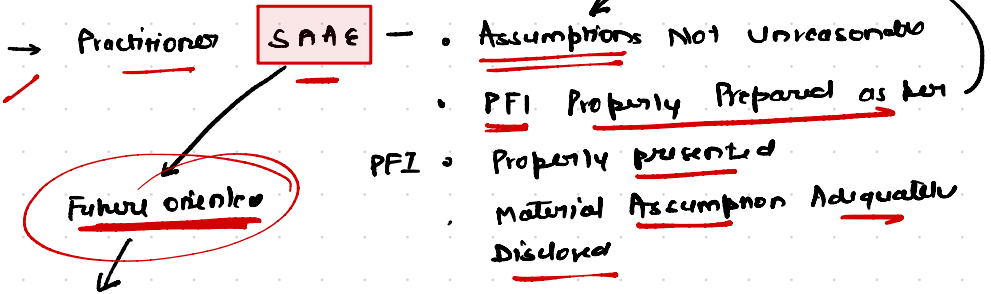 → Practitioner SAAE — • Assumptions Not Unreasonable
• PFI Properly Prepared as per
PFI • Properly presented
Future oriented
• Material Assumption Adequately
Disclosed